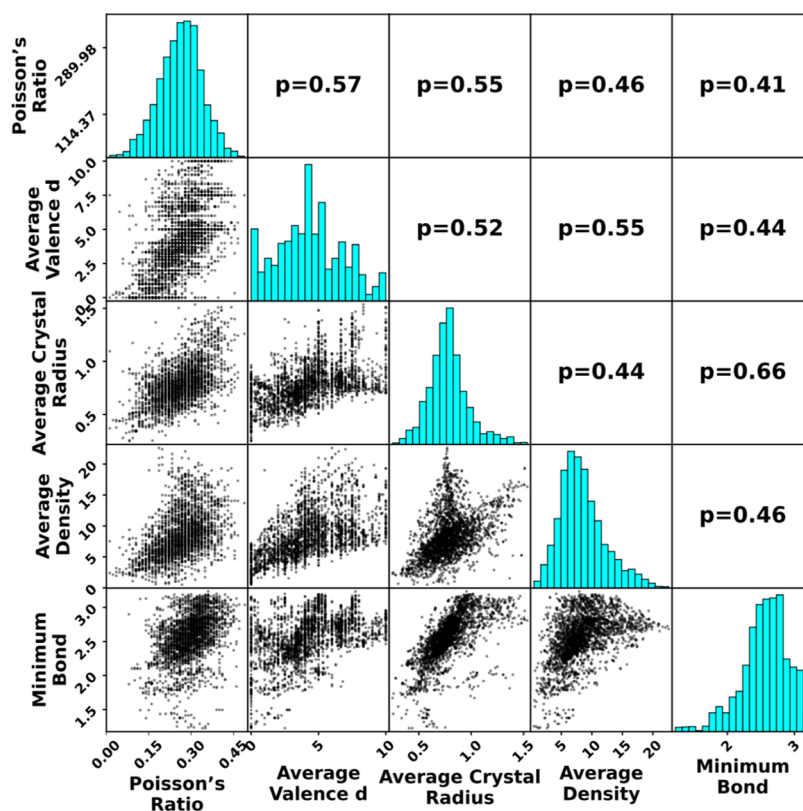 Poisson's
Ratio
289.98
114.37
p=0.57
p=0.55
p=0.46
p=0.41
Average
Valence d
10.0
7.5
5.0
2.5
0.0
p=0.52
p=0.55
p=0.44
Average Crystal
Radius
1.5
1.0
0.5
p=0.44
p=0.66
Average
Density
20
15
10
5
0
p=0.46
Minimum
Bond
3.0
2.5
2.0
1.5
0.00 0.15 0.30 0.45
0 5 10
0.5 1.0 1.5
5 10 15 20
2 3
Poisson's
Ratio
Average
Valence d
Average Crystal
Radius
Average
Density
Minimum
Bond